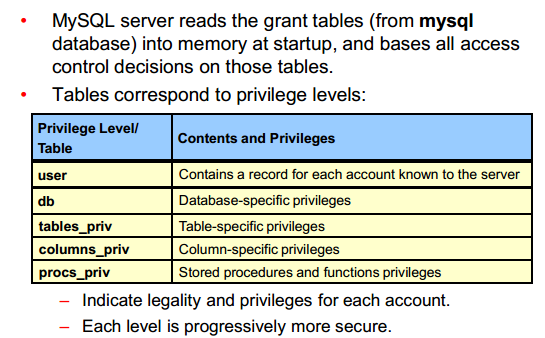 • MySQL server reads the grant tables (from mysql
database) into memory at startup, and bases all access
control decisions on those tables.
• Tables correspond to privilege levels:
Privilege Level/
Table
Contents and Privileges
user
Contains a record for each account known to the server
db
Database-specific privileges
tables_priv
Table-specific privileges
columns_priv
Column-specific privileges
procs_priv
Stored procedures and functions privileges
– Indicate legality and privileges for each account.
– Each level is progressively more secure.